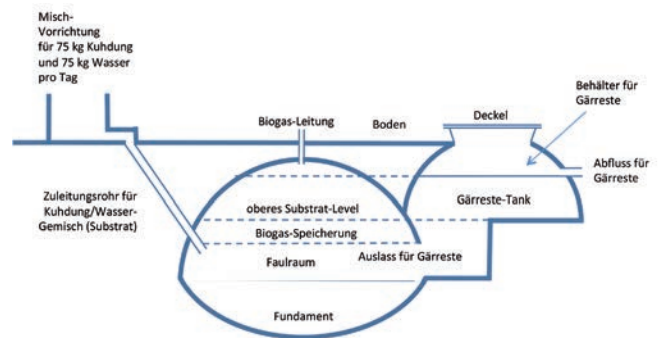 Misch-
Vorrichtung
für 75 kg Kuhdung
und 75 kg Wasser
pro Tag
Behälter für
Gärreste
Biogas-Leitung
Boden
Deckel
Abfluss für
Gärreste
Zuleitungsrohr für
Kuhdung/Wasser-
Gemisch (Substrat)
oberes Substrat-Level
Gärreste-Tank
Biogas-Speicherung
Faulraum
Auslass für Gärreste
Fundament